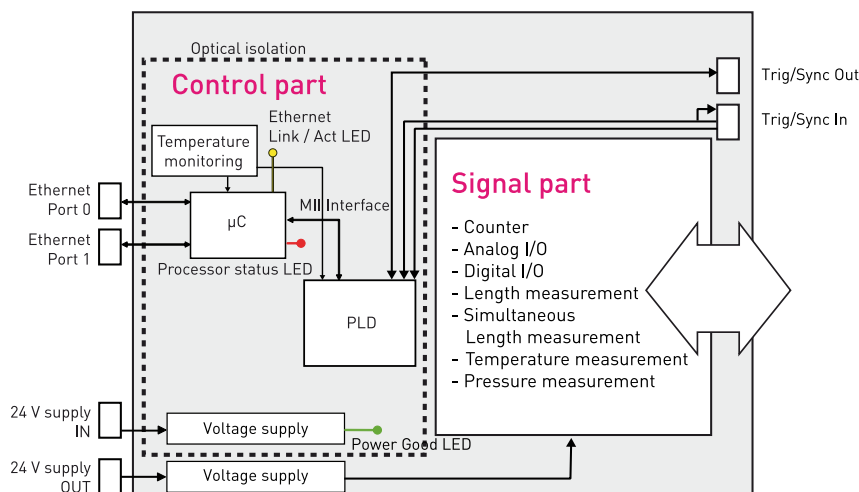 Optical isolation
Control part
Ethernet
Link / Act LED
Temperature
monitoring
Ethernet
Port 0
Ethernet
Port 1
µC
MII Interface
Processor status LED
PLD
24 V supply
IN
Voltage supply
Power Good LED
24 V supply
OUT
Voltage supply
Trig/Sync Out
Trig/Sync In
Signal part
- Counter
- Analog I/O
- Digital I/O
- Length measurement
- Simultaneous
Length measurement
- Temperature measurement
- Pressure measurement